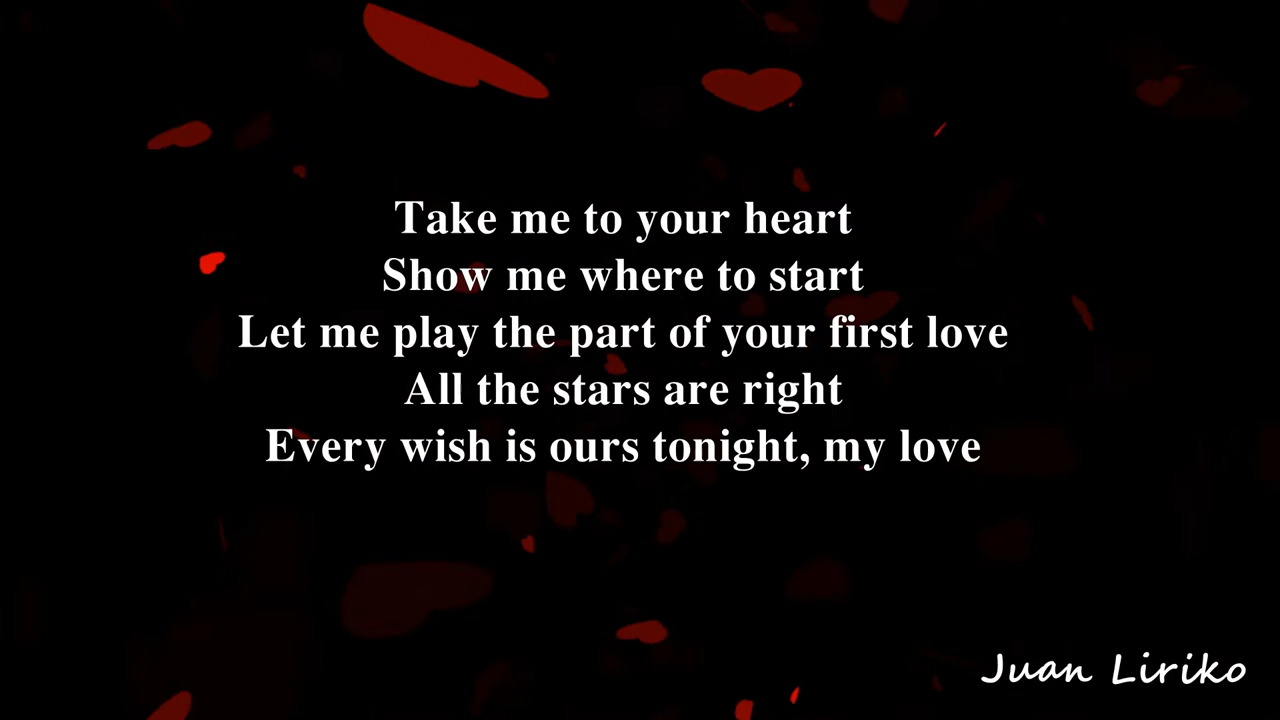 Take me to your heart
Show me where to start
Let me play the part of your first love
All the stars are right
Every wish is ours tonight, my love
Juan Liriko